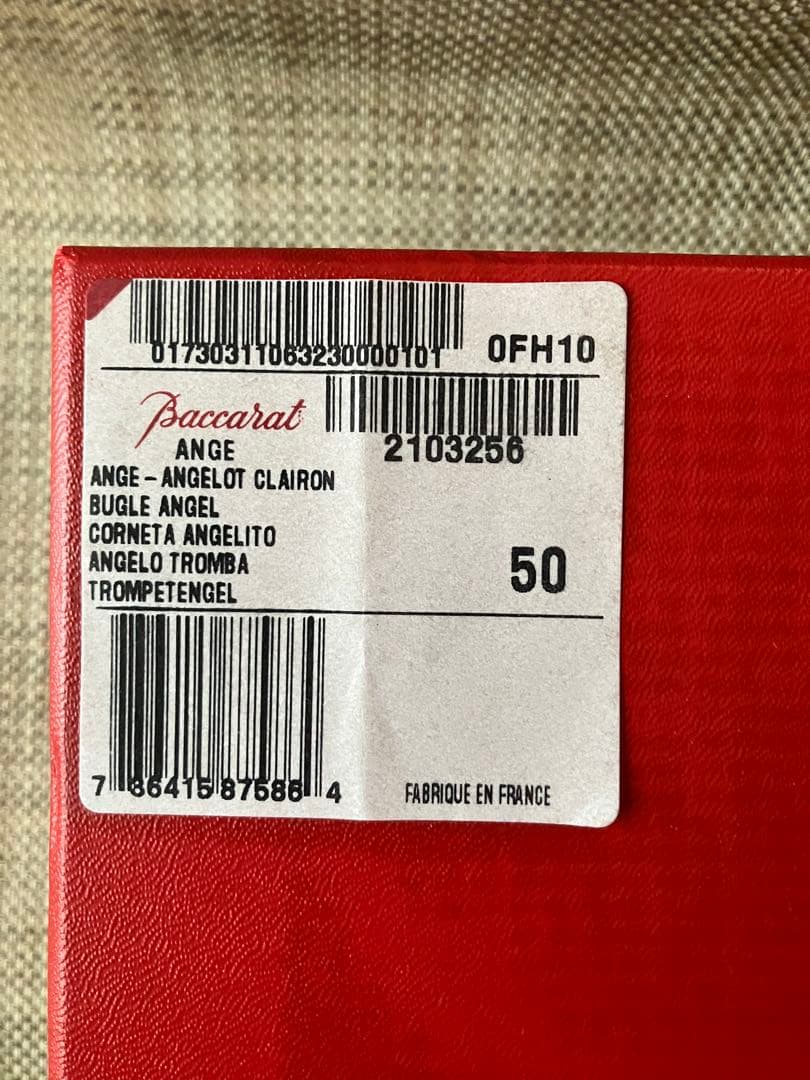 01730311063230000101 0FH10
Baccarat
2103256
ANGE
ANGE-ANGELOT CLAIRON
BUGLE ANGEL
CORNETA ANGELITO
ANGELO TROMBA
TROMPETENGEL
50
7 86415 87586 4
FABRIQUE EN FRANCE